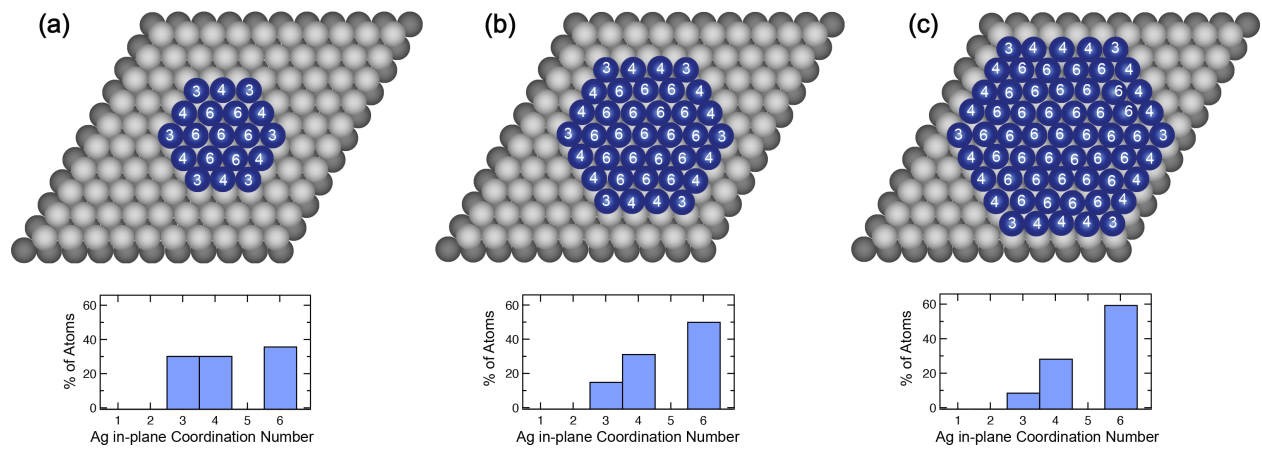 (a)
3 4 3
4 6 6 4
3 6 6 6 3
4 6 6 4
3 4 3
% of Atoms
60
40
20
0
1 2 3 4 5 6
Ag in-plane Coordination Number
(b)
3 4 4 3
4 6 6 6 4
4 6 6 6 6 4
3 6 6 6 6 6 3
4 6 6 6 6 4
4 6 6 6 4
3 4 4 3
% of Atoms
60
40
20
0
1 2 3 4 5 6
Ag in-plane Coordination Number
(c)
3 4 4 4 3
4 6 6 6 6 4
4 6 6 6 6 6 4
4 6 6 6 6 6 6 4
3 6 6 6 6 6 6 6 3
4 6 6 6 6 6 6 4
4 6 6 6 6 6 4
4 6 6 6 6 4
3 4 4 4 3
% of Atoms
60
40
20
0
1 2 3 4 5 6
Ag in-plane Coordination Number